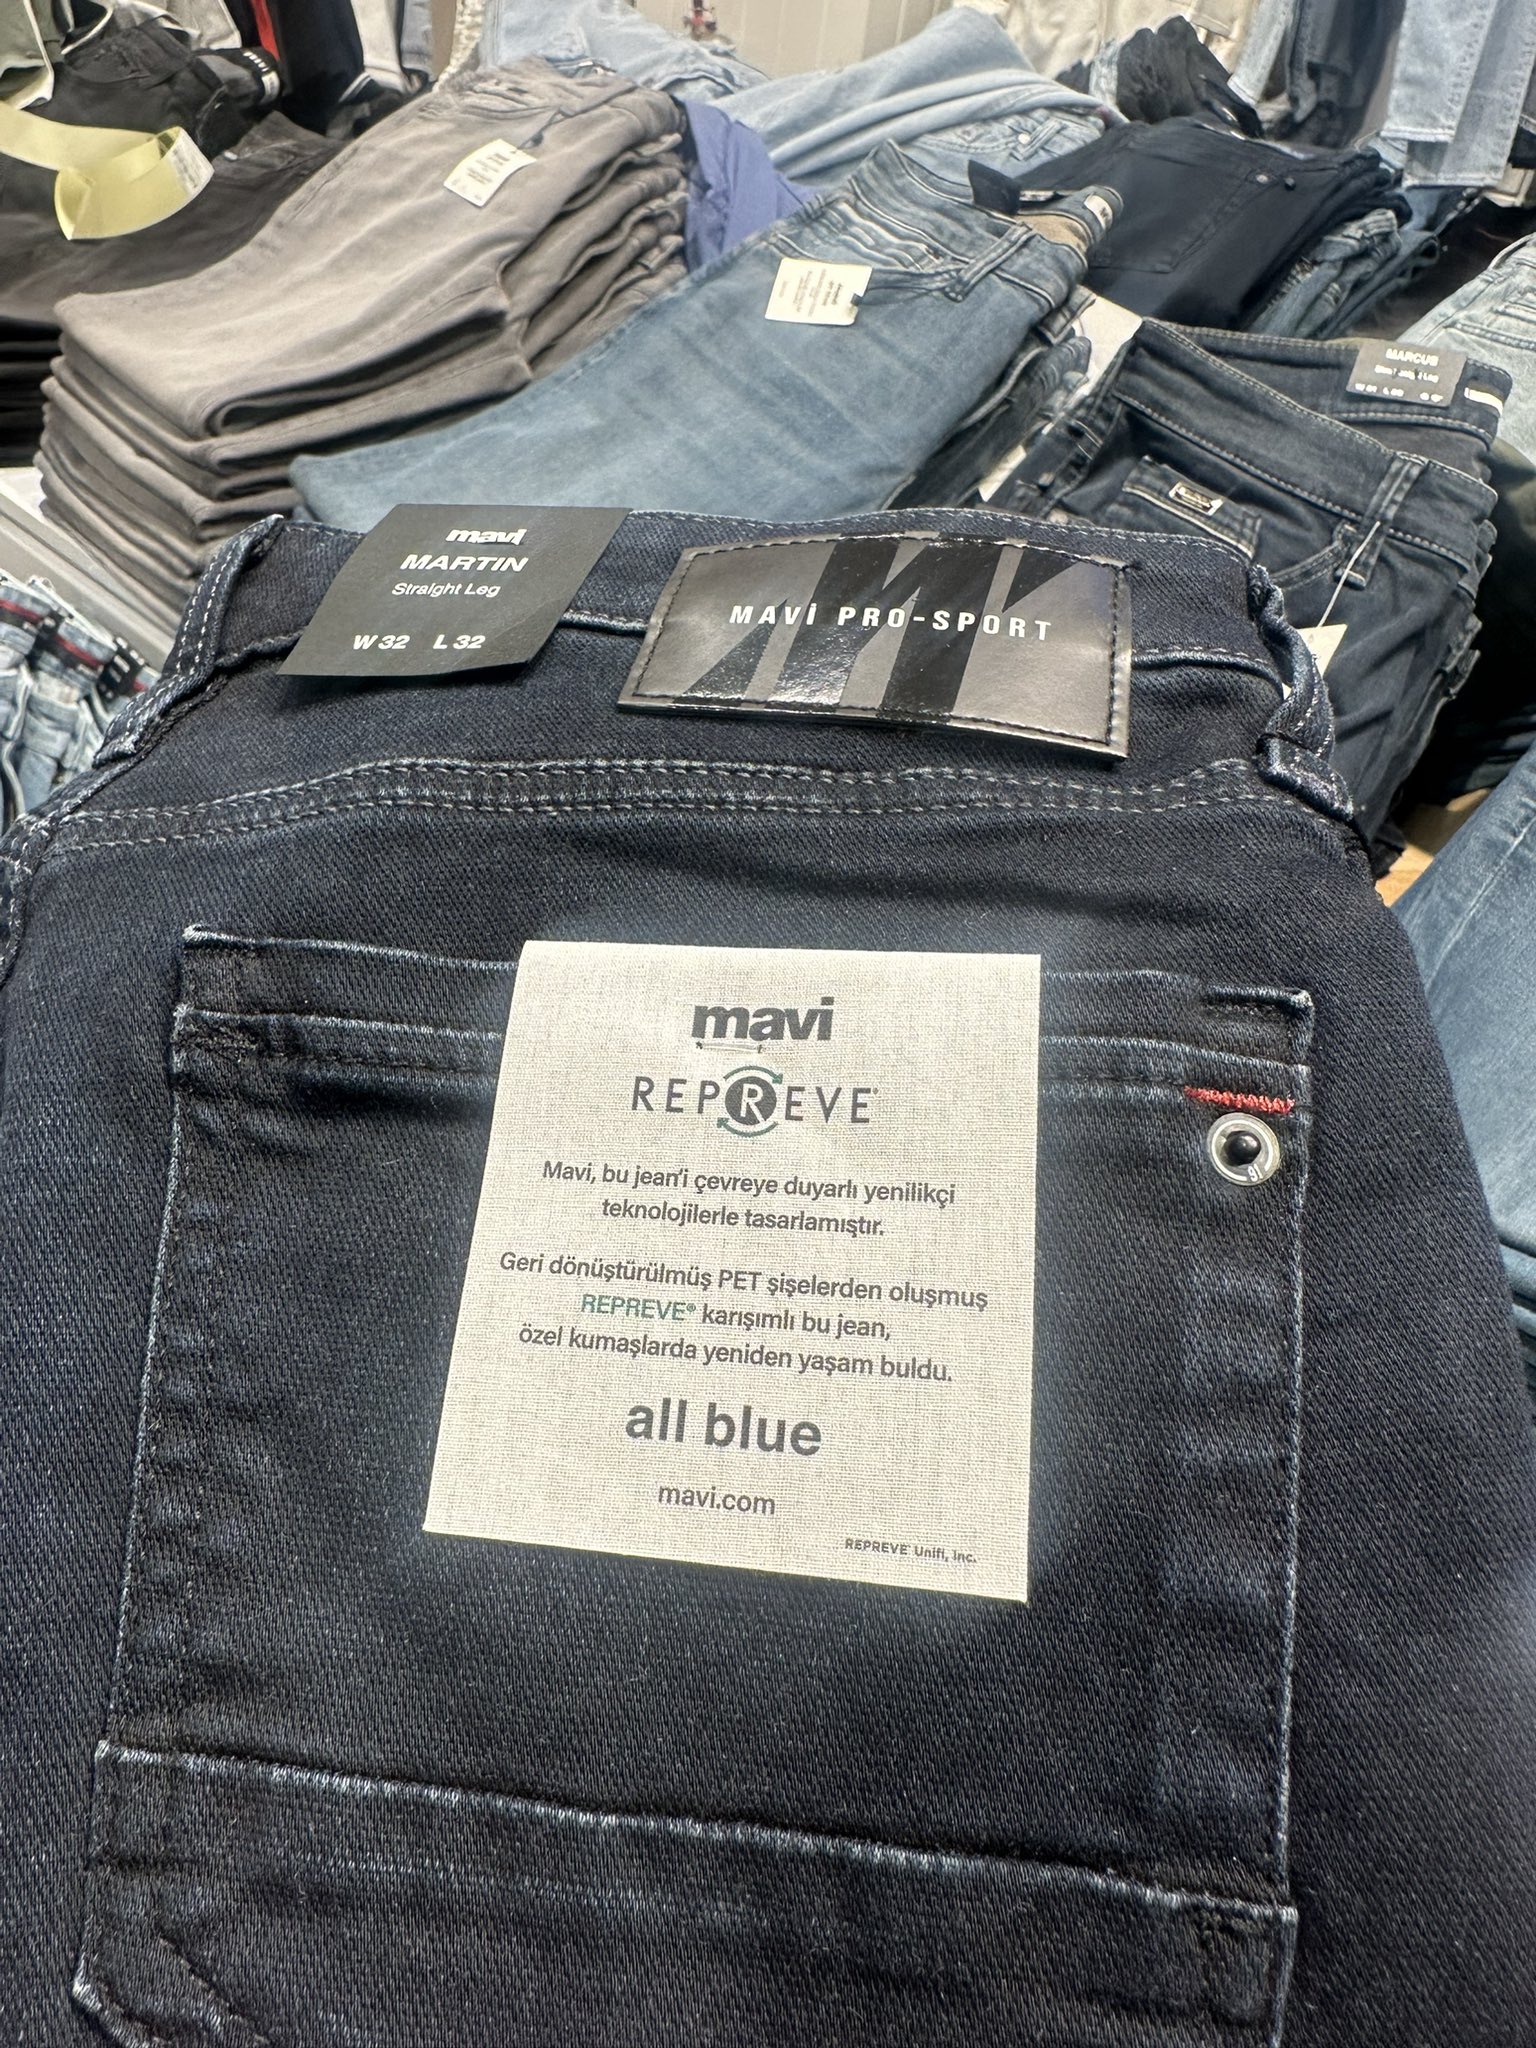 MARCUS
mavi
MARTIN
Straight Leg
W 32 L 32
MAVİ PRO-SPORT
mavi
REPREVE®
Mavi, bu jean'i çevreye duyarlı yenilikçi
teknolojilerle tasarlamıştır.
Geri dönüştürülmüş PET şişelerden oluşmuş
REPREVE® karışımlı bu jean,
özel kumaşlarda yeniden yaşam buldu.
all blue
mavi.com
REPREVE Unifi, Inc.
91